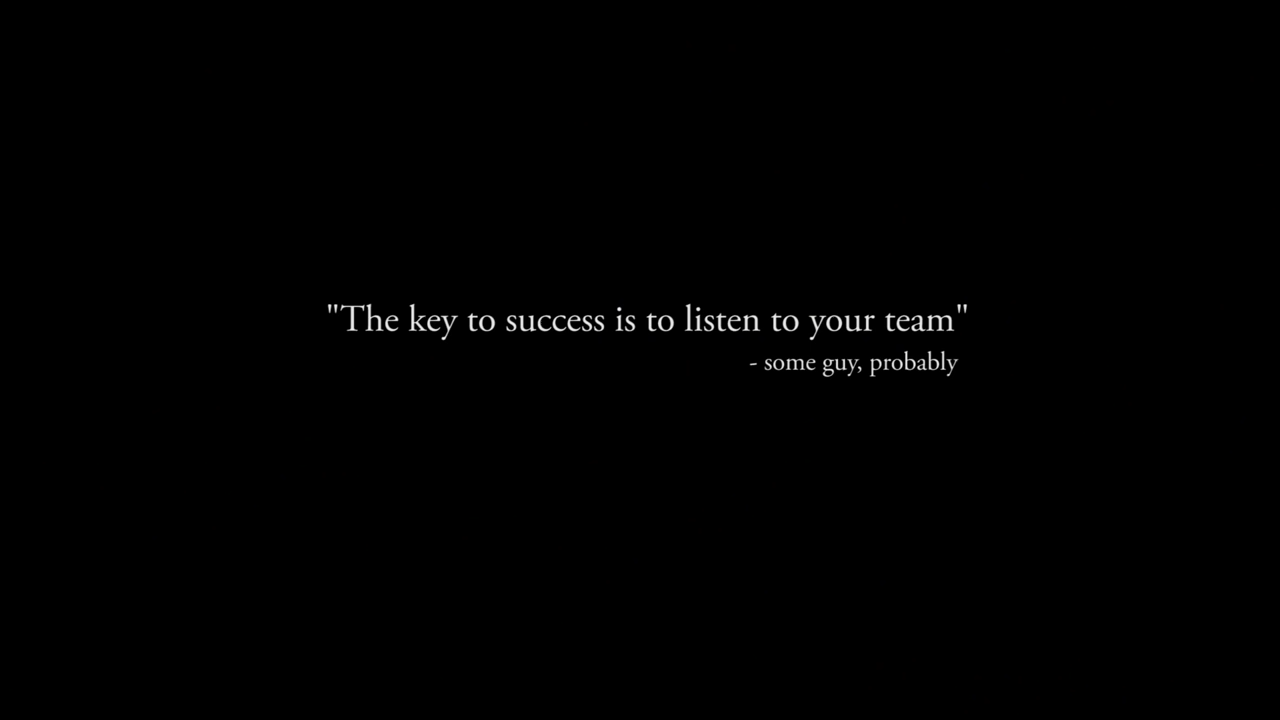 "The key to success is to listen to your team"
- some guy, probably